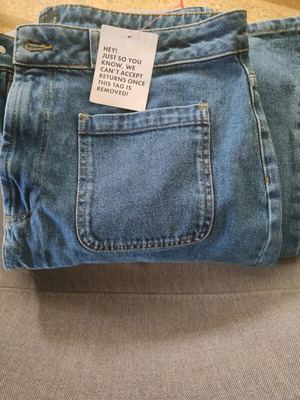 HEY!
JUST SO YOU
KNOW, WE
CAN'T ACCEPT
RETURNS ONCE
THIS TAG IS
REMOVED!